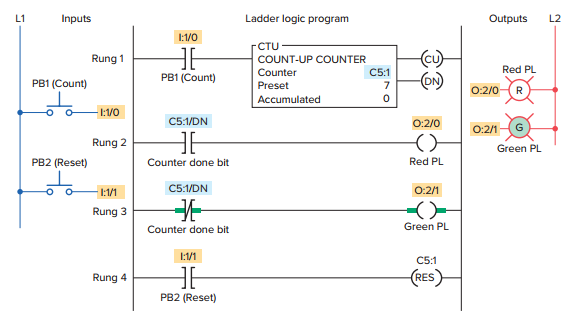 L1 Inputs Ladder logic program Outputs L2
I:1/0
CTU
COUNT-UP COUNTER
Counter C5:1
Preset 7
Accumulated 0
CU
DN
Rung 1
PB1 (Count)
Red PL
O:2/0 R
PB1 (Count)
I:1/0
C5:1/DN
O:2/0
O:2/1 G
Green PL
Rung 2
Counter done bit
Red PL
PB2 (Reset)
I:1/1
C5:1/DN
O:2/1
Rung 3
Counter done bit
Green PL
I:1/1
C5:1
Rung 4
RES
PB2 (Reset)